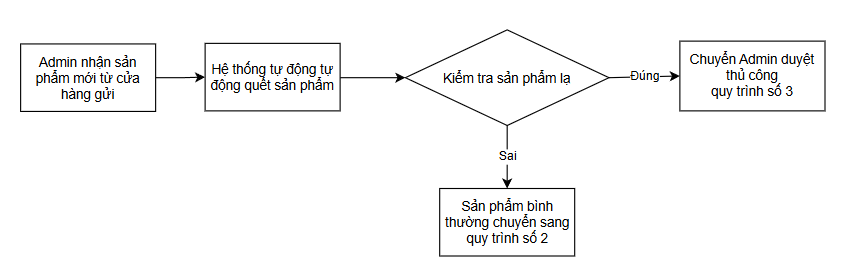 Admin nhận sản
phẩm mới từ cửa
hàng gửi
Hệ thống tự động tự
động quét sản phẩm
Kiểm tra sản phẩm lạ
Đúng
Chuyển Admin duyệt
thủ công
quy trình số 3
Sai
Sản phẩm bình
thường chuyển sang
quy trình số 2